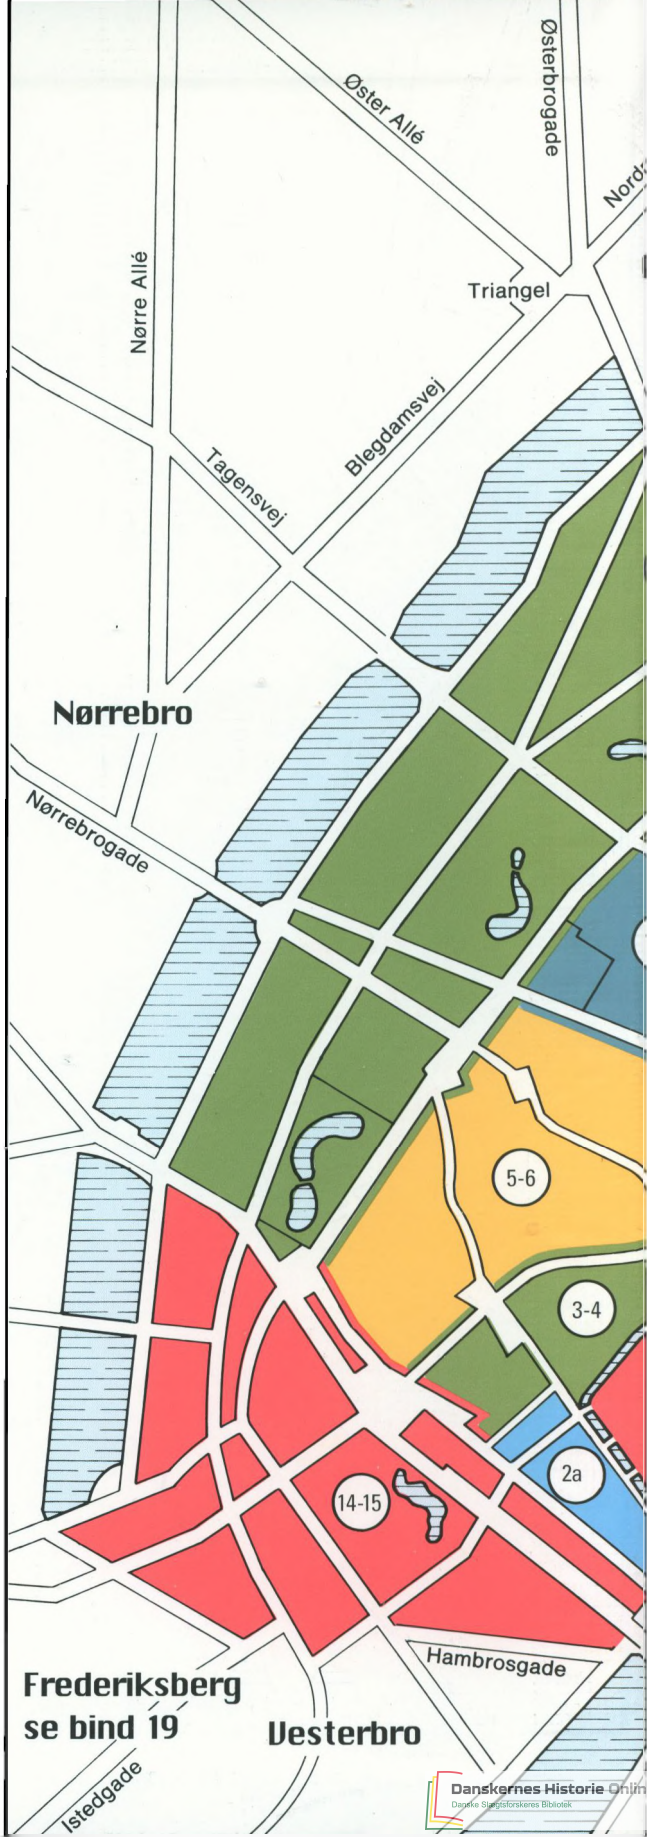 Øster Allé
Østerbrogade
Nord
Nørre Allé
Triangel
Blegdamsvej
Tagensvej
Nørrebro
Nørrebrogade
5-6
3-4
2a
14-15
Hambrosgade
Frederiksberg
se bind 19
Vesterbro
Istedgade
Danskernes Historie Onlin
Danske Slægtsforskeres Bibliotek